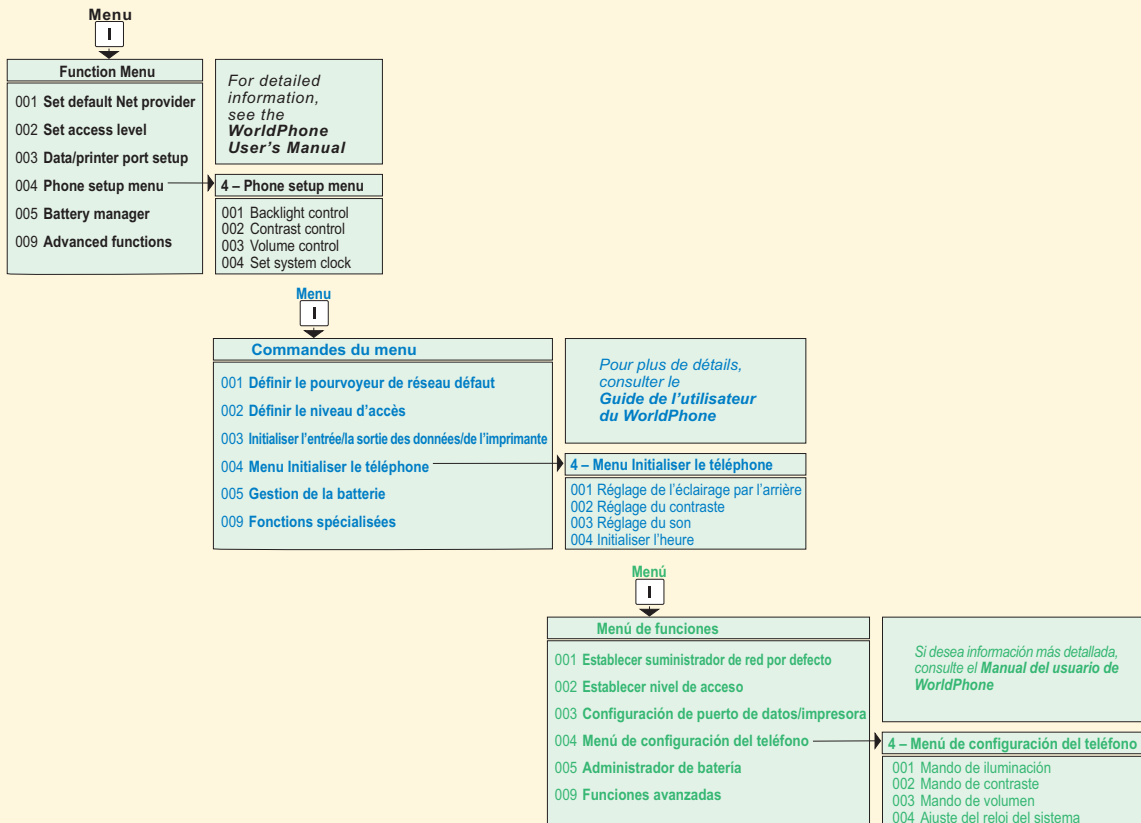 Menu
I
Function Menu
001 Set default Net provider
002 Set access level
003 Data/printer port setup
004 Phone setup menu
005 Battery manager
009 Advanced functions
For detailed
information,
see the
WorldPhone
User's Manual
4 – Phone setup menu
001 Backlight control
002 Contrast control
003 Volume control
004 Set system clock
Menu
I
Commandes du menu
001 Définir le pourvoyeur de réseau défaut
002 Définir le niveau d'accès
003 Initialiser l'entrée/la sortie des données/de l'imprimante
004 Menu Initialiser le téléphone
005 Gestion de la batterie
009 Fonctions spécialisées
Pour plus de détails,
consulter le
Guide de l'utilisateur
du WorldPhone
4 – Menu Initialiser le téléphone
001 Réglage de l'éclairage par l'arrière
002 Réglage du contraste
003 Réglage du son
004 Initialiser l'heure
Menú
I
Menú de funciones
001 Establecer suministrador de red por defecto
002 Establecer nivel de acceso
003 Configuración de puerto de datos/impresora
004 Menú de configuración del teléfono
005 Administrador de batería
009 Funciones avanzadas
Si desea información más detallada,
consulte el Manual del usuario de
WorldPhone
4 – Menú de configuración del teléfono
001 Mando de iluminación
002 Mando de contraste
003 Mando de volumen
004 Ajuste del reloj del sistema